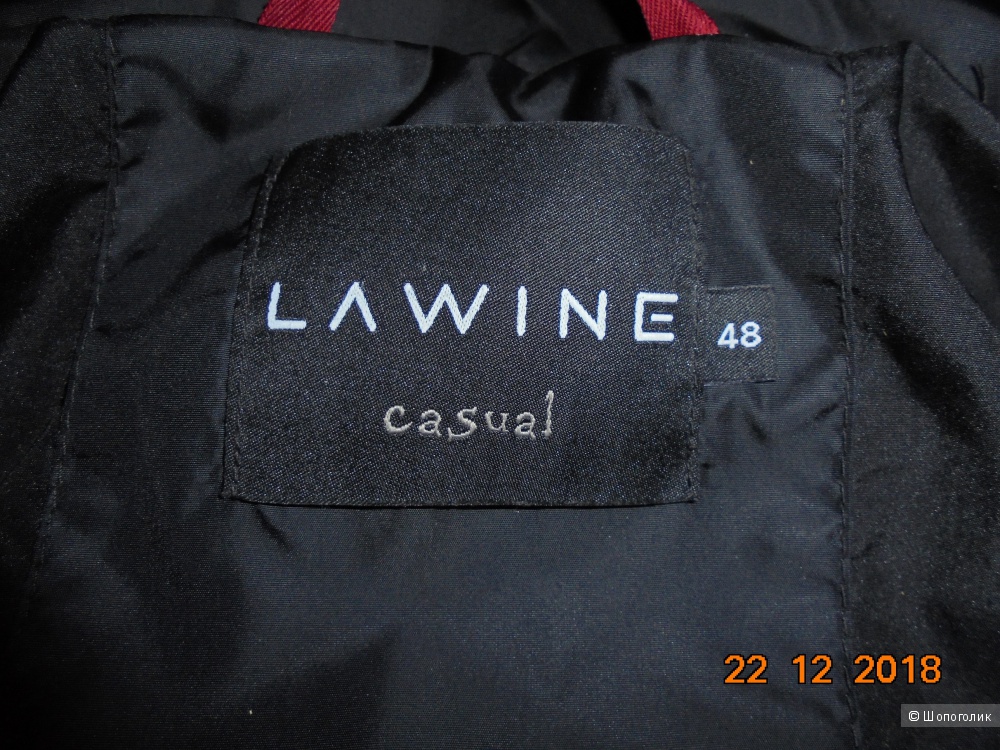 LAWINE
48
casual
22 12 2018
© Шопоголик